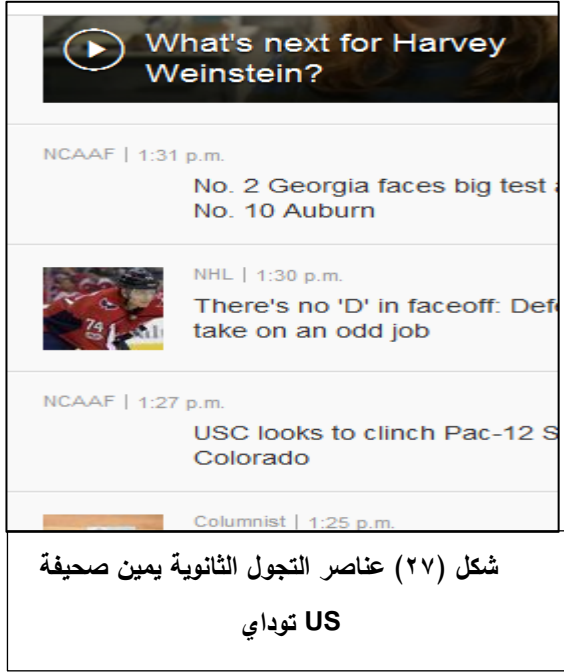 What's next for Harvey
Weinstein?
NCAAF | 1:31 p.m.
No. 2 Georgia faces big test
No. 10 Auburn
NHL | 1:30 p.m.
There's no 'D' in faceoff: Def
take on an odd job
74
NCAAF | 1:27 p.m.
USC looks to clinch Pac-12 S
Colorado
Columnist | 1:25 p.m.
شكل (٢٧) عناصر التجول الثانوية يمين صحيفة
US توداي